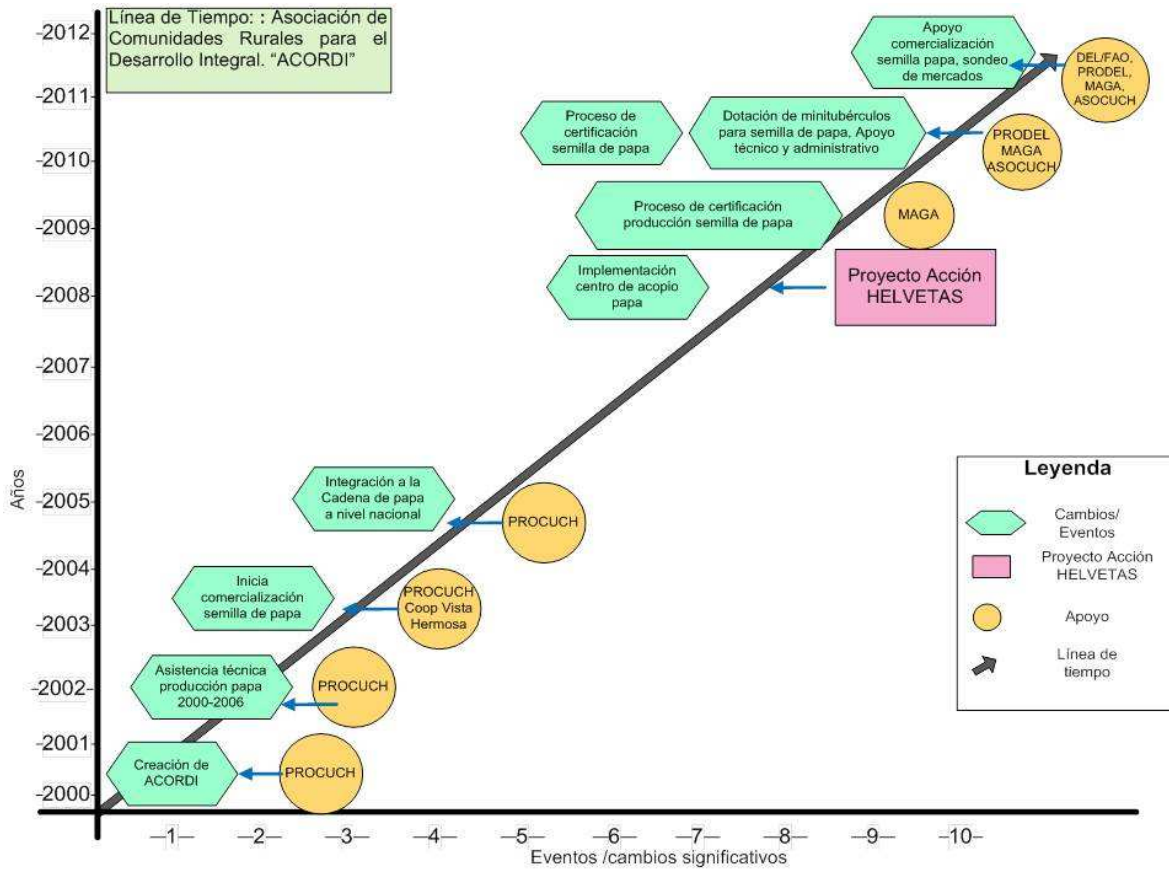 Línea de Tiempo: : Asociación de
Comunidades Rurales para el
Desarrollo Integral. “ACORDI”
Años
–2012–
–2011–
–2010–
–2009–
–2008–
–2007–
–2006–
–2005–
–2004–
–2003–
–2002–
–2001–
–2000–
Apoyo
comercialización
semilla papa, sondeo
de mercados
DEL/FAO,
PRODEL,
MAGA,
ASOCUCH
Proceso de
certificación
semilla de papa
Dotación de minitubérculos
para semilla de papa, Apoyo
técnico y administrativo
PRODEL
MAGA
ASOCUCH
Proceso de certificación
producción semilla de papa
MAGA
Implementación
centro de acopio
papa
Proyecto Acción
HELVETAS
Integración a la
Cadena de papa
a nivel nacional
PROCUCH
Inicia
comercialización
semilla de papa
PROCUCH
Coop Vista
Hermosa
Asistencia técnica
producción papa
2000-2006
PROCUCH
Creación de
ACORDI
PROCUCH
Leyenda
Cambios/
Eventos
Proyecto Acción
HELVETAS
Apoyo
Línea de
tiempo
—1— —2— —3— —4— —5— —6— —7— —8— —9— —10—
Eventos /cambios significativos